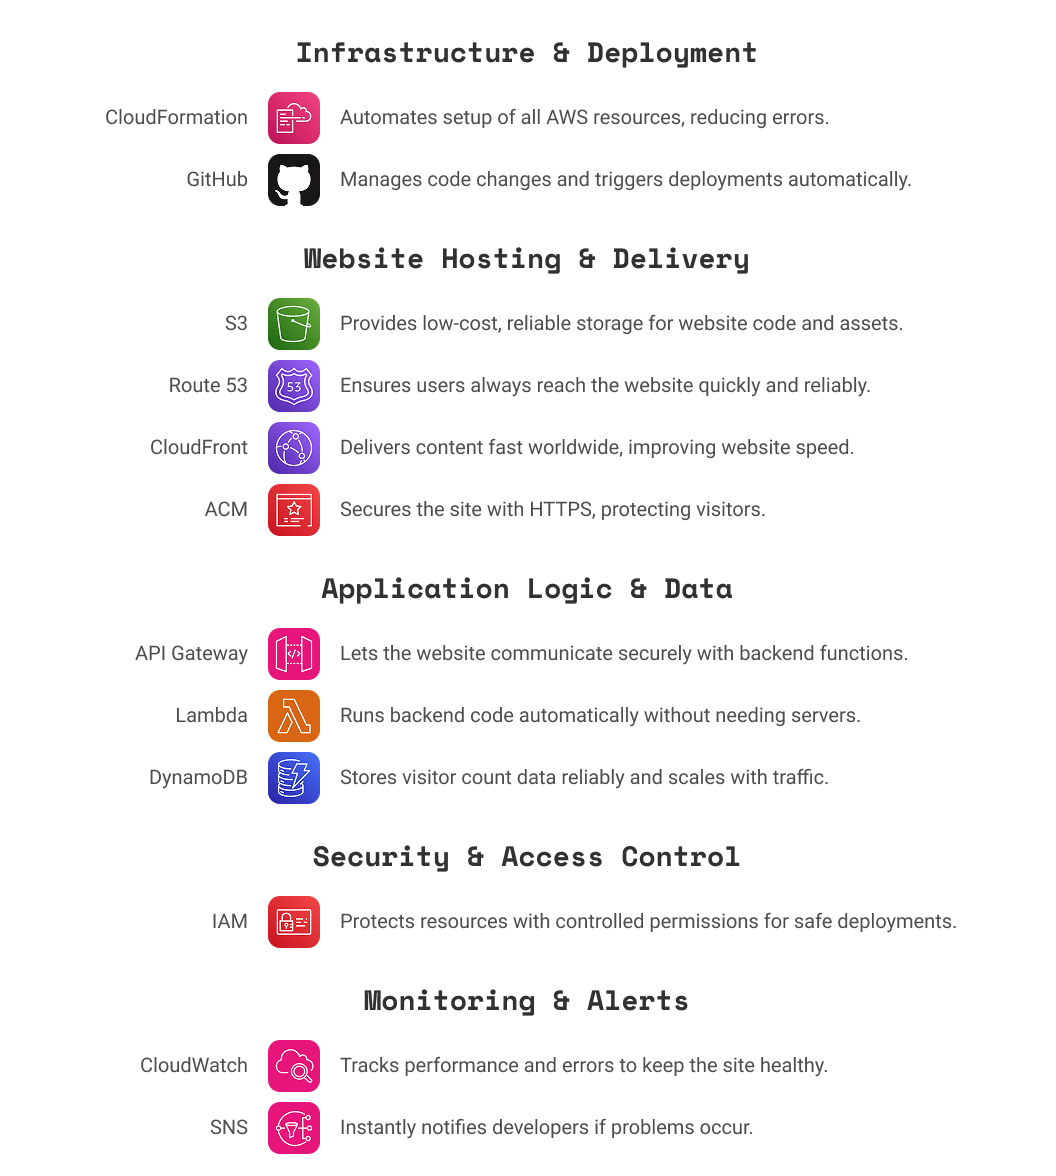 Infrastructure & Deployment
CloudFormation Automates setup of all AWS resources, reducing errors.
GitHub Manages code changes and triggers deployments automatically.
Website Hosting & Delivery
S3 Provides low-cost, reliable storage for website code and assets.
Route 53 53 Ensures users always reach the website quickly and reliably.
CloudFront Delivers content fast worldwide, improving website speed.
ACM Secures the site with HTTPS, protecting visitors.
Application Logic & Data
API Gateway </> Lets the website communicate securely with backend functions.
Lambda Runs backend code automatically without needing servers.
DynamoDB Stores visitor count data reliably and scales with traffic.
Security & Access Control
IAM Protects resources with controlled permissions for safe deployments.
Monitoring & Alerts
CloudWatch Tracks performance and errors to keep the site healthy.
SNS Instantly notifies developers if problems occur.